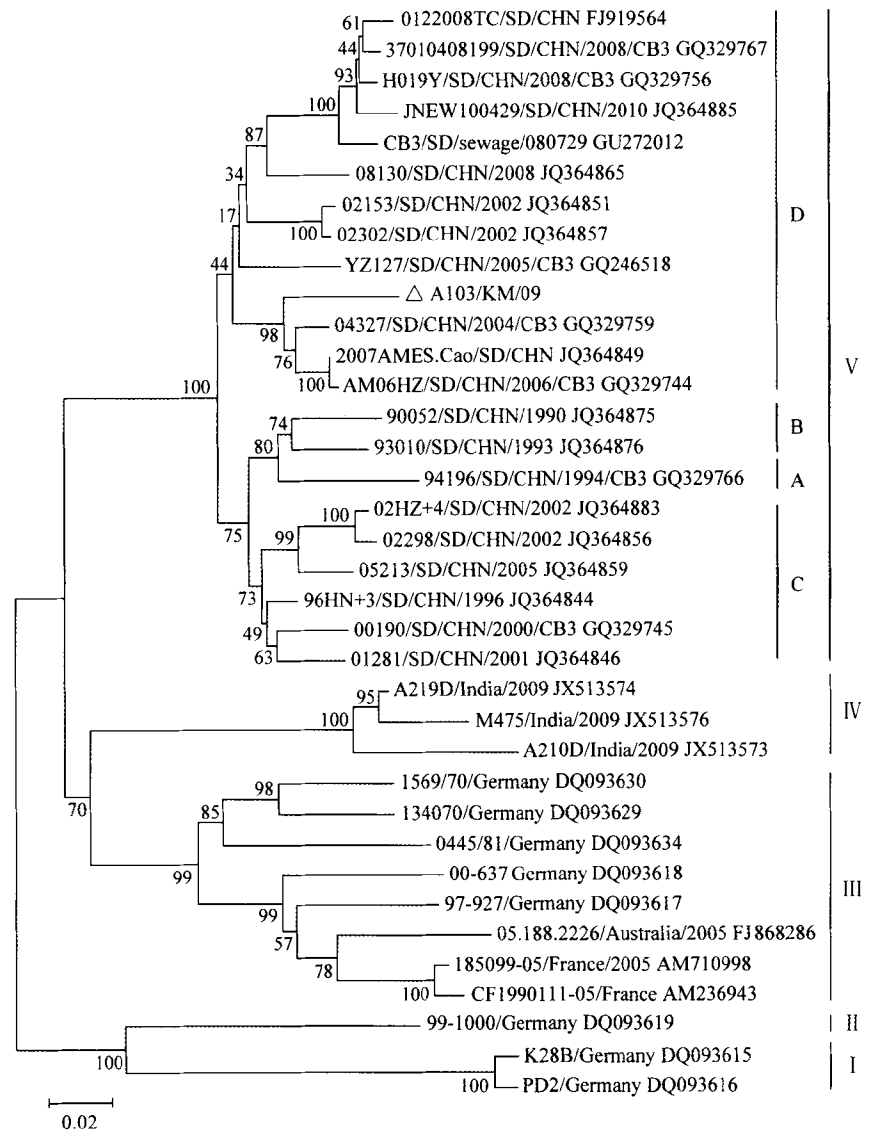 61 0122008TC/SD/CHN FJ919564
44 37010408199/SD/CHN/2008/CB3 GQ329767
93 H019Y/SD/CHN/2008/CB3 GQ329756
100 JNEW100429/SD/CHN/2010 JQ364885
87 CB3/SD/sewage/080729 GU272012
34 08130/SD/CHN/2008 JQ364865
02153/SD/CHN/2002 JQ364851
D
17
100 02302/SD/CHN/2002 JQ364857
44 YZ127/SD/CHN/2005/CB3 GQ246518
△ A103/KM/09
98 04327/SD/CHN/2004/CB3 GQ329759
76 2007AMES.Cao/SD/CHN JQ364849
V
100
100 AM06HZ/SD/CHN/2006/CB3 GQ329744
74 90052/SD/CHN/1990 JQ364875
B
80 93010/SD/CHN/1993 JQ364876
94196/SD/CHN/1994/CB3 GQ329766
A
100 02HZ+4/SD/CHN/2002 JQ364883
75
99 02298/SD/CHN/2002 JQ364856
05213/SD/CHN/2005 JQ364859
C
73 96HN+3/SD/CHN/1996 JQ364844
49 00190/SD/CHN/2000/CB3 GQ329745
63 01281/SD/CHN/2001 JQ364846
95 A219D/India/2009 JX513574
IV
100 M475/India/2009 JX513576
A210D/India/2009 JX513573
70
98 1569/70/Germany DQ093630
85 134070/Germany DQ093629
0445/81/Germany DQ093634
99
00-637 Germany DQ093618
III
99 97-927/Germany DQ093617
57 05.188.2226/Australia/2005 FJ868286
78 185099-05/France/2005 AM710998
100 CF1990111-05/France AM236943
99-1000/Germany DQ093619
II
100 K28B/Germany DQ093615
I
100 PD2/Germany DQ093616
0.02